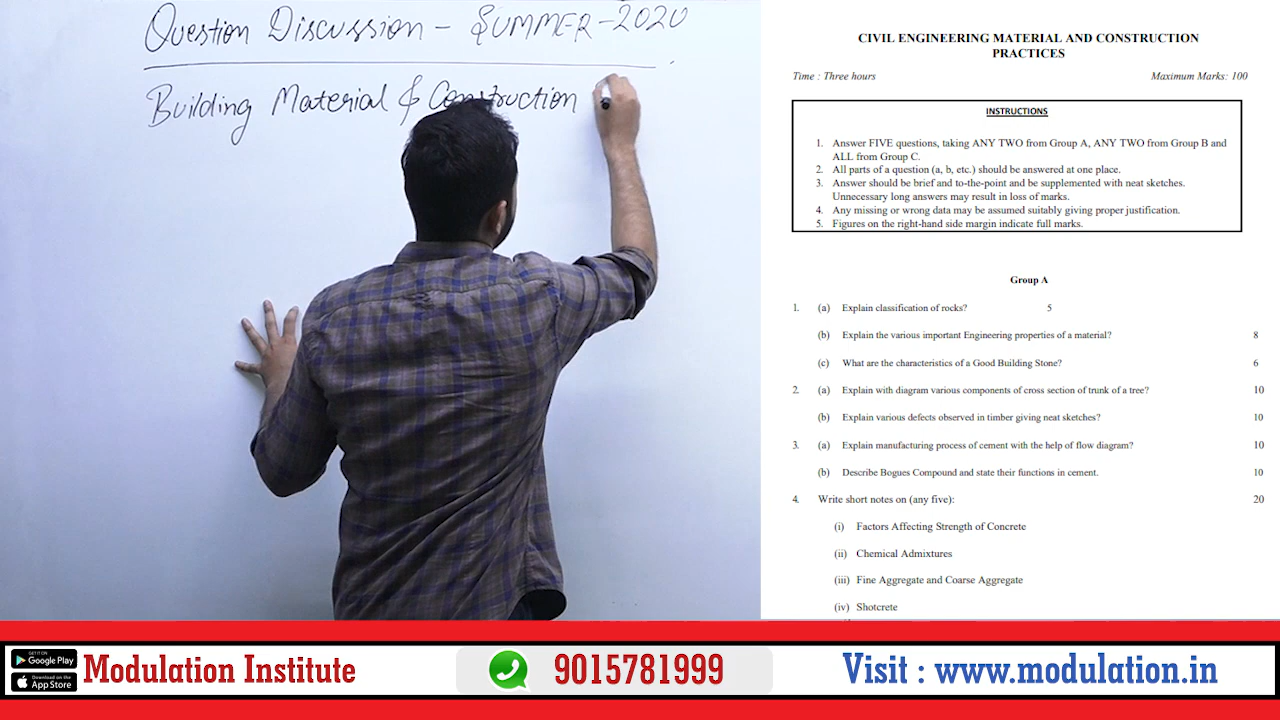 Question Discussion - SUMMER-2020
Building Material & Construction
CIVIL ENGINEERING MATERIAL AND CONSTRUCTION
PRACTICES
Time : Three hours Maximum Marks: 100
INSTRUCTIONS
1. Answer FIVE questions, taking ANY TWO from Group A, ANY TWO from Group B and
ALL from Group C.
2. All parts of a question (a, b, etc.) should be answered at one place.
3. Answer should be brief and to-the-point and be supplemented with neat sketches.
Unnecessary long answers may result in loss of marks.
4. Any missing or wrong data may be assumed suitably giving proper justification.
5. Figures on the right-hand side margin indicate full marks.
Group A
1. (a) Explain classification of rocks? 5
(b) Explain the various important Engineering properties of a material? 8
(c) What are the characteristics of a Good Building Stone? 6
2. (a) Explain with diagram various components of cross section of trunk of a tree? 10
(b) Explain various defects observed in timber giving neat sketches? 10
3. (a) Explain manufacturing process of cement with the help of flow diagram? 10
(b) Describe Bogues Compound and state their functions in cement. 10
4. Write short notes on (any five): 20
(i) Factors Affecting Strength of Concrete
(ii) Chemical Admixtures
(iii) Fine Aggregate and Coarse Aggregate
(iv) Shotcrete
GET IT ON
Google Play
Download on the
App Store
Modulation Institute
9015781999
Visit : www.modulation.in